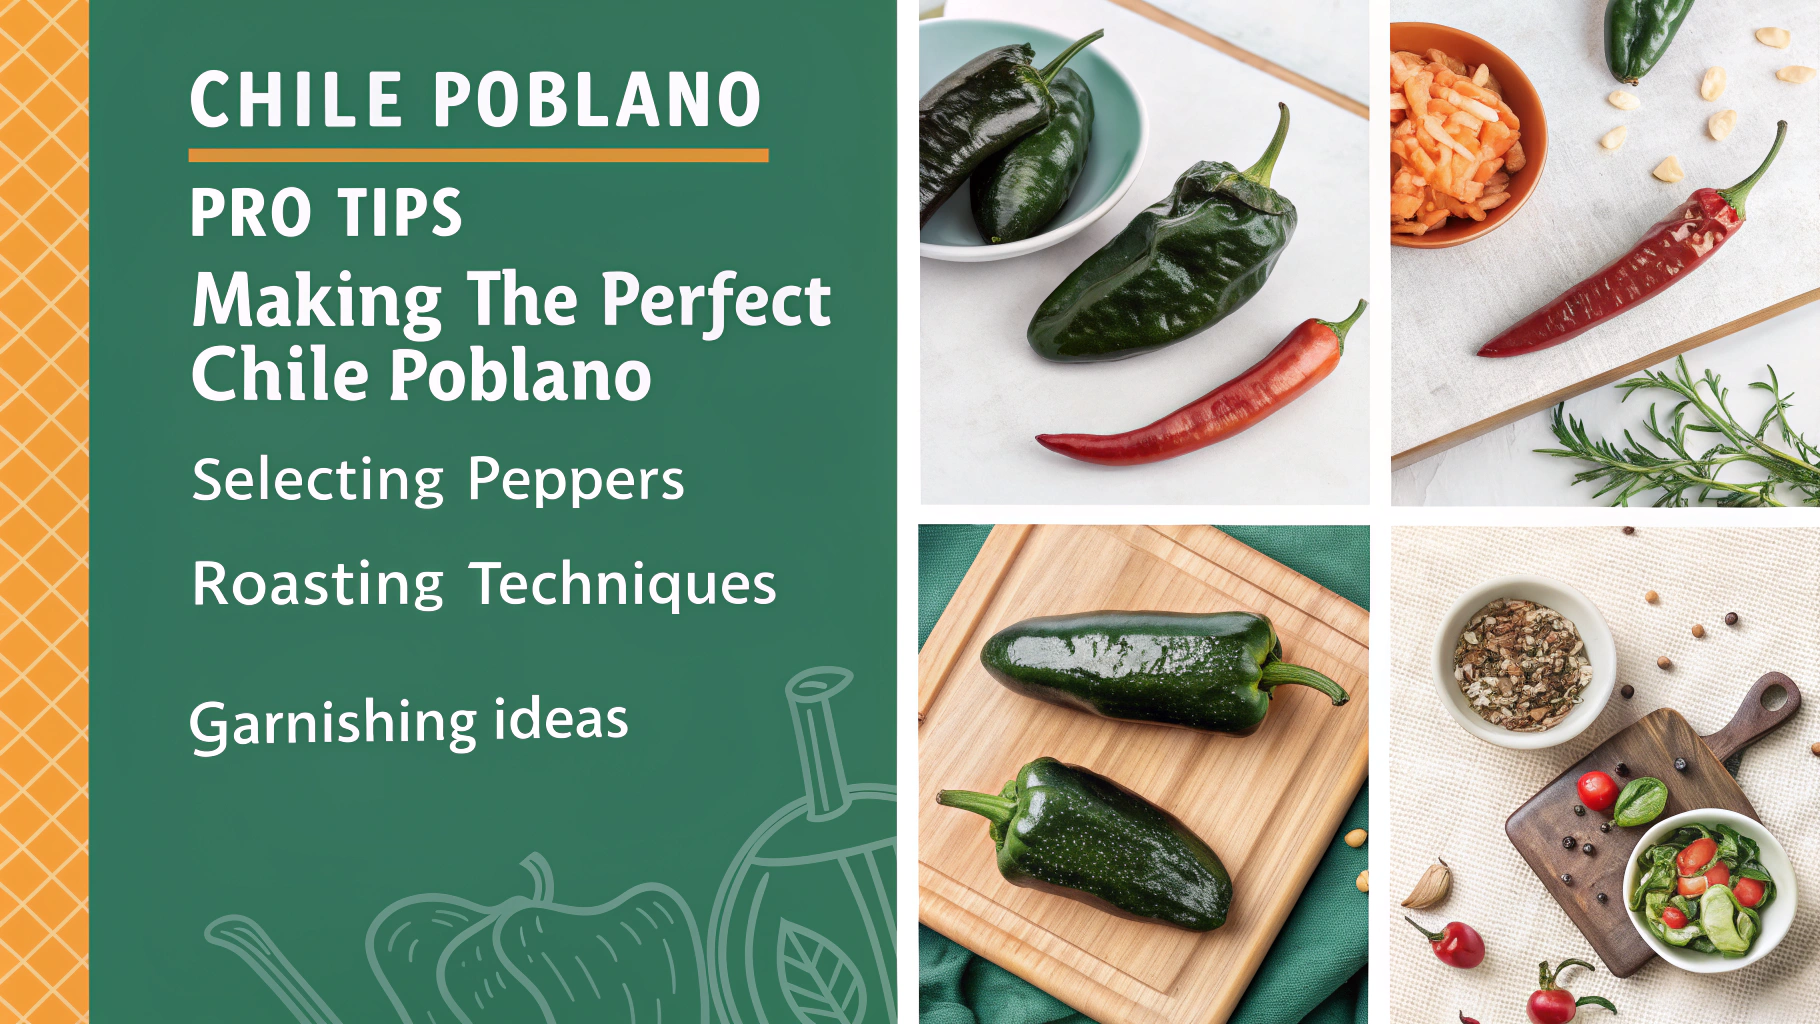 CHILE POBLANO
PRO TIPS
Making The Perfect
Chile Poblano
Selecting Peppers
Roasting Techniques
Garnishing ideas